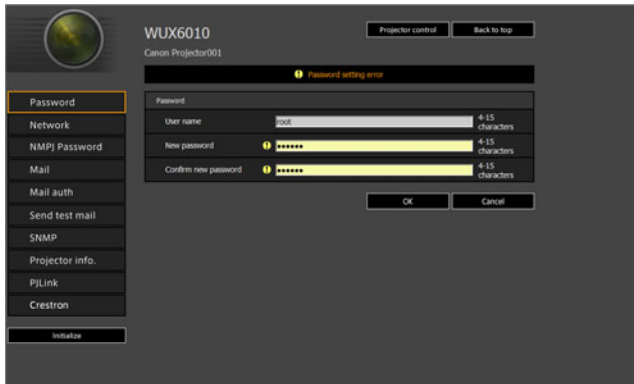 WUX6010
Projector control
Back to top
Canon Projector001
Password setting error
Password
Network
NMPJ Password
Mail
Mail auth
Send test mail
SNMP
Projector info.
PJLink
Crestron
Initialize
Password
User name
root
4-15
characters
New password
••••••
4-15
characters
Confirm new password
••••••
4-15
characters
OK
Cancel